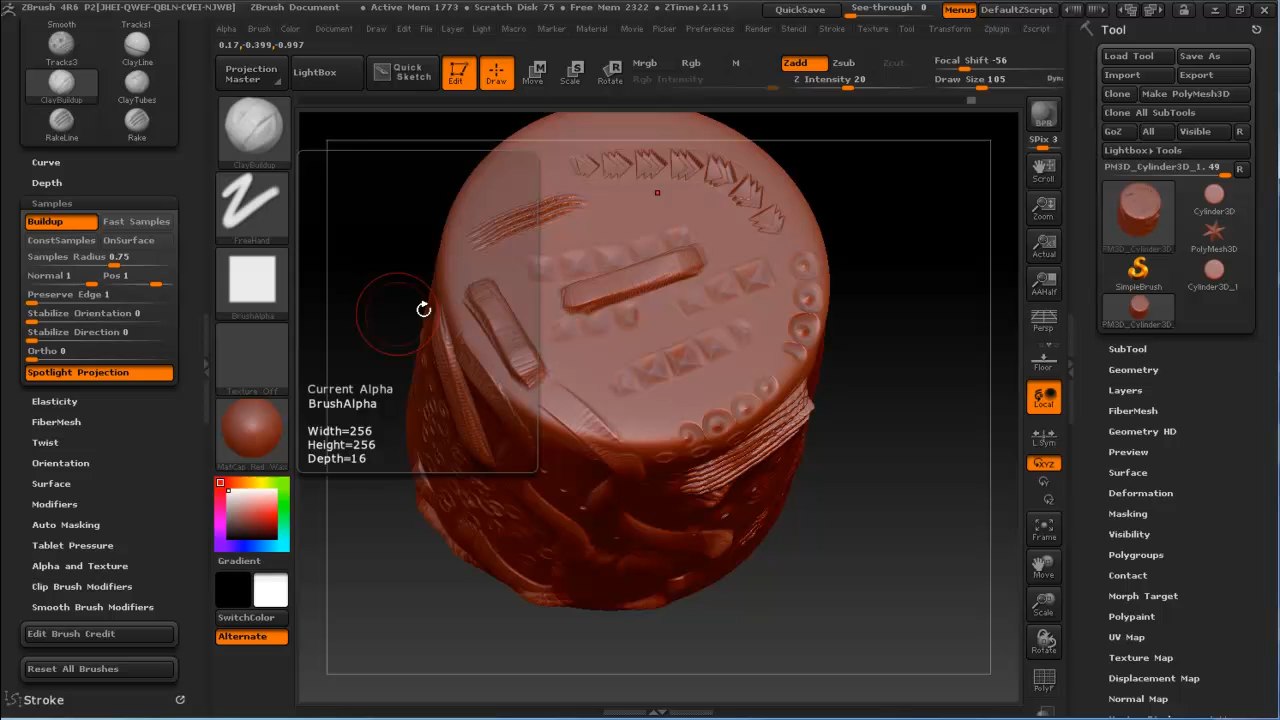 ZBrush 4R6 P2][JHEI-QWEF-QBLN-CVEI-NJWB] ZBrush Document • Active Mem 1773 • Scratch Disk 75 • Free Mem 2322 • ZTime▸2.115 QuickSave See-through 0 Menus DefaultZScript
Alpha Brush Color Document Draw Edit File Layer Light Macro Marker Material Movie Picker Preferences Render Stencil Stroke Texture Tool Transform Zplugin Zscript
0.17,-0.399,-0.997
Smooth Tracks1
Tracks3 ClayLine
ClayBuildup ClayTubes
RakeLine Rake
Curve
Depth
Samples
Buildup Fast Samples
ConstSamples OnSurface
Samples Radius 0.75
Normal 1 Pos 1
Preserve Edge 1
Stabilize Orientation 0
Stabilize Direction 0
Ortho 0
Spotlight Projection
Elasticity
FiberMesh
Twist
Orientation
Surface
Modifiers
Auto Masking
Tablet Pressure
Alpha and Texture
Clip Brush Modifiers
Smooth Brush Modifiers
Edit Brush Credit
Reset All Brushes
Stroke
Projection
Master
LightBox
Quick
Sketch
Edit Draw Move Scale Rotate
Mrgb Rgb M
Rgb Intensity
Zadd Zsub Zcut
Z Intensity 20
Focal Shift -56
Draw Size 105 Dyn
ClayBuildup
FreeHand
BrushAlpha
Texture Off
MatCap Red Wax
Gradient
SwitchColor
Alternate
Current Alpha
BrushAlpha
Width=256
Height=256
Depth=16
BPR
SPix 3
Scroll
Zoom
Actual
AAHalf
Persp
Floor
Local
L.Sym
XYZ
Y
Z
Frame
Move
Scale
Rotate
PolyF
Tool
Load Tool Save As
Import Export
Clone Make PolyMesh3D
Clone All SubTools
GoZ All Visible R
Lightbox▸Tools
PM3D_Cylinder3D_1. 49 R
PM3D_Cylinder3D_ Cylinder3D
PolyMesh3D
SimpleBrush Cylinder3D_1
PM3D_Cylinder3D_
SubTool
Geometry
Layers
FiberMesh
Geometry HD
Preview
Surface
Deformation
Masking
Visibility
Polygroups
Contact
Morph Target
Polypaint
UV Map
Texture Map
Displacement Map
Normal Map